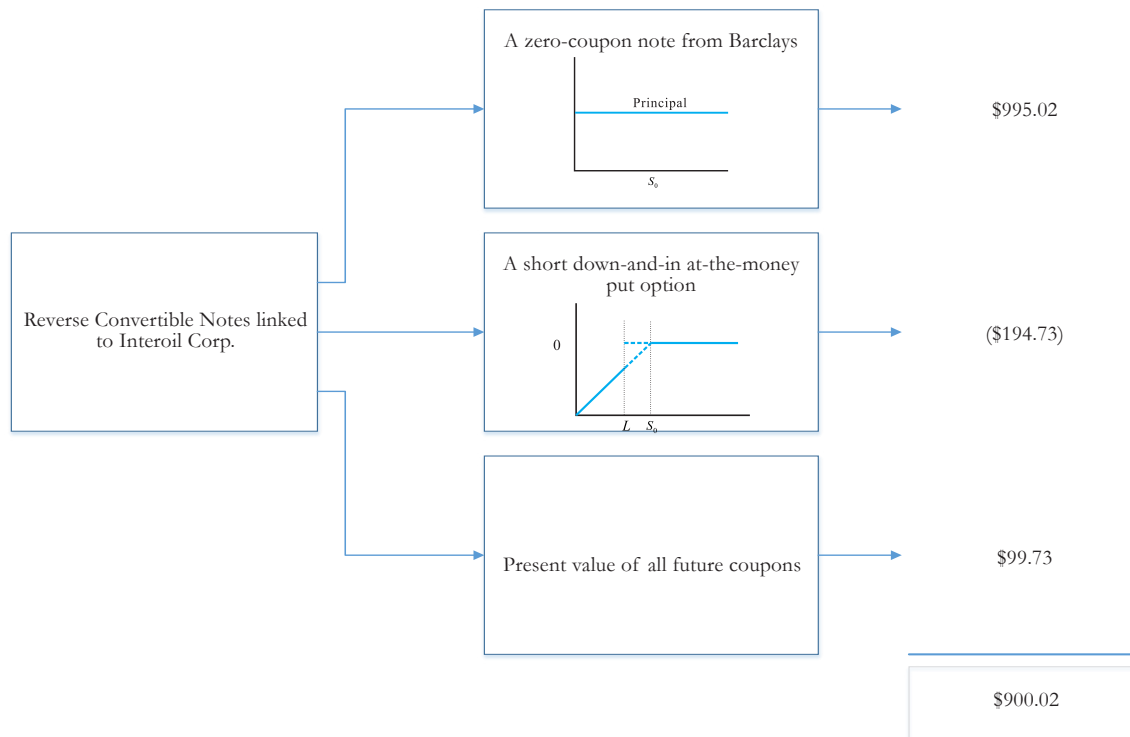 A zero-coupon note from Barclays
Principal
S₀
$995.02
Reverse Convertible Notes linked
to Interoil Corp.
A short down-and-in at-the-money
put option
0
L S₀
($194.73)
Present value of all future coupons
$99.73
$900.02